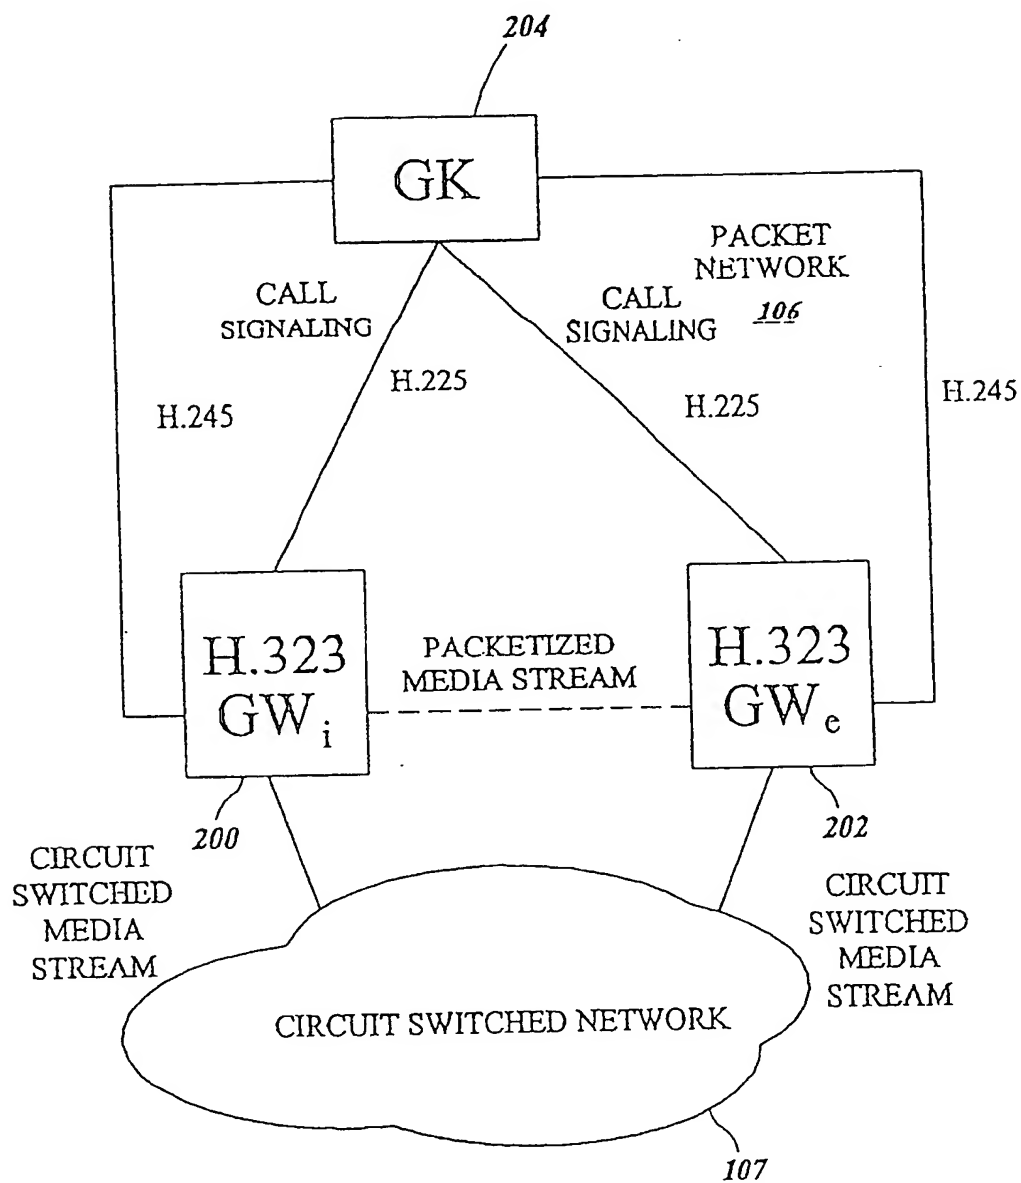 204
GK
PACKET
NETWORK
106
CALL
SIGNALING
CALL
SIGNALING
H.225
H.225
H.245
H.245
H.323
GWi
PACKETIZED
MEDIA STREAM
H.323
GWe
200
202
CIRCUIT
SWITCHED
MEDIA
STREAM
CIRCUIT
SWITCHED
MEDIA
STREAM
CIRCUIT SWITCHED NETWORK
107